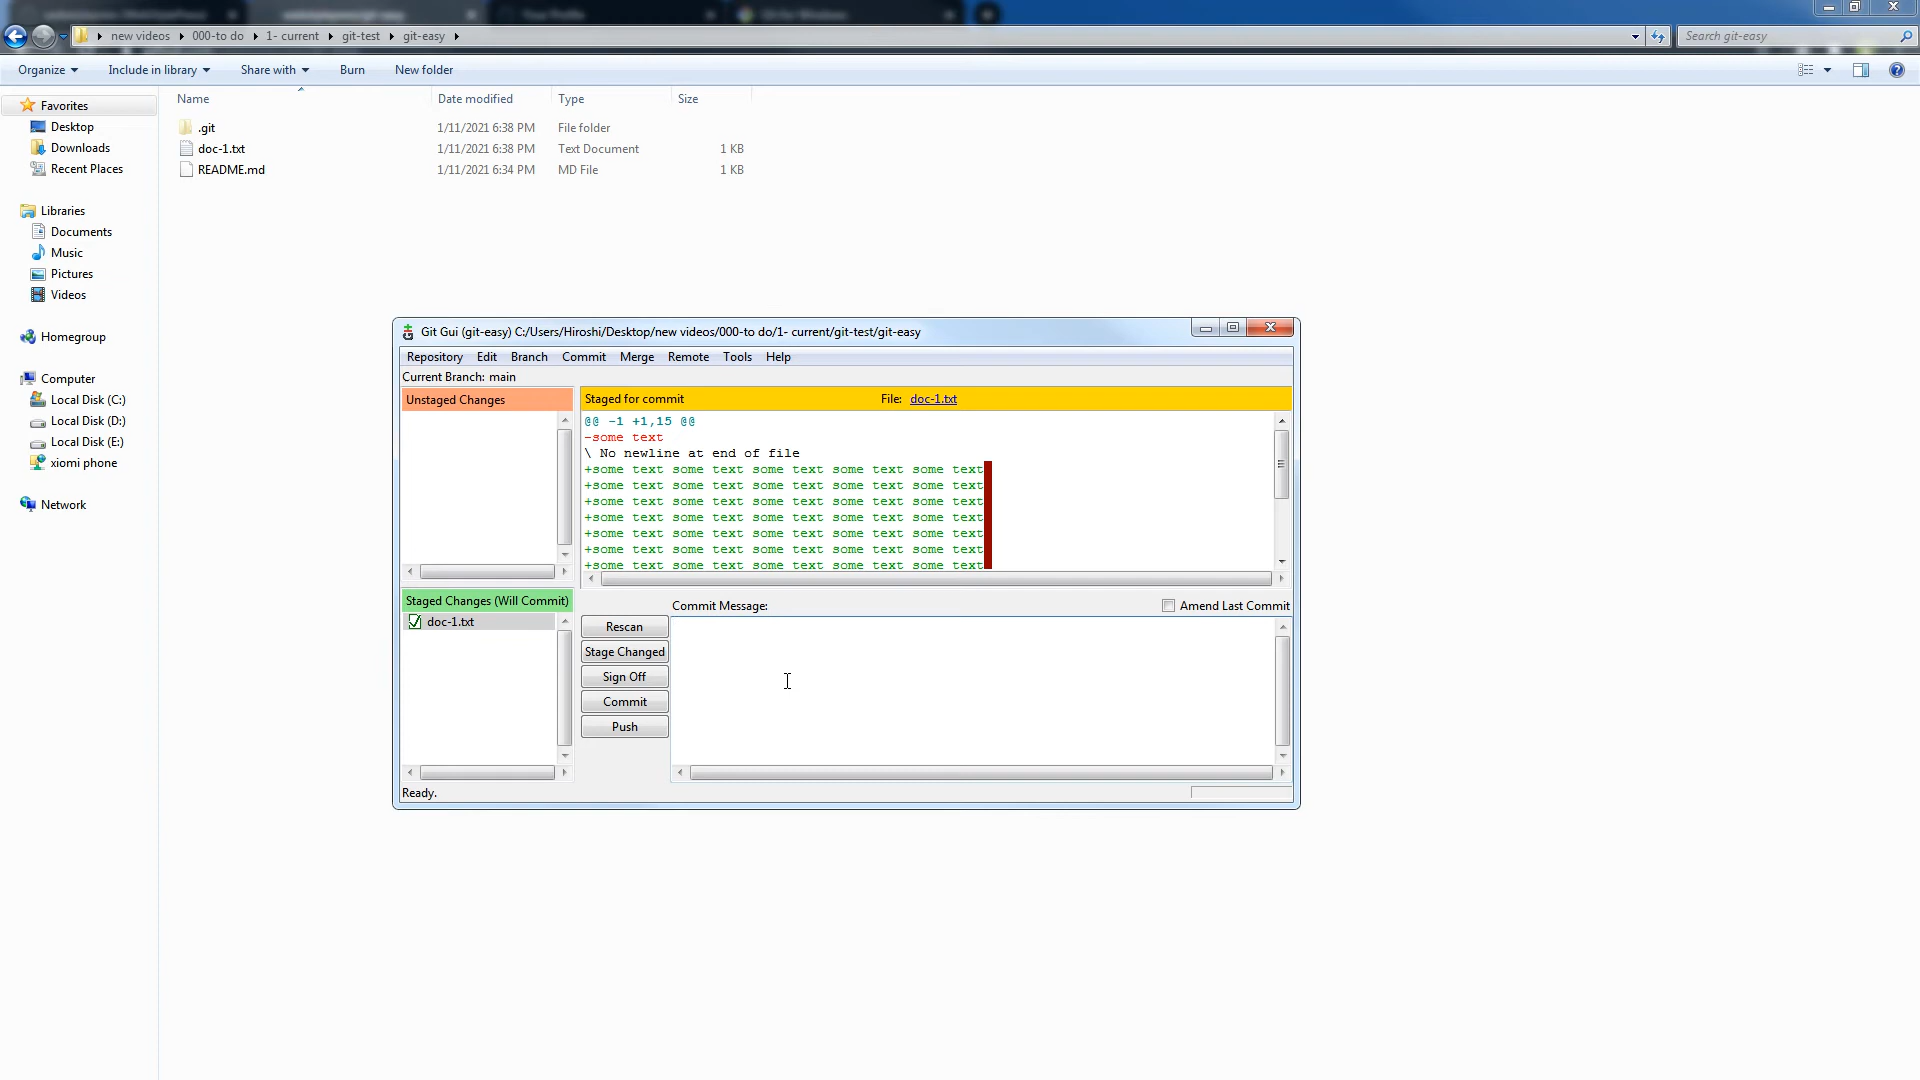 Your Profile
Git for Windows
new videos 000-to do 1- current git-test git-easy
Search git-easy
Organize Include in library Share with Burn New folder
Name Date modified Type Size
Favorites
Desktop
Downloads
Recent Places
Libraries
Documents
Music
Pictures
Videos
Homegroup
Computer
Local Disk (C:)
Local Disk (D:)
Local Disk (E:)
xiomi phone
Network
.git 1/11/2021 6:38 PM File folder
doc-1.txt 1/11/2021 6:38 PM Text Document 1 KB
README.md 1/11/2021 6:34 PM MD File 1 KB
Git Gui (git-easy) C:/Users/Hiroshi/Desktop/new videos/000-to do/1- current/git-test/git-easy
Repository Edit Branch Commit Merge Remote Tools Help
Current Branch: main
Unstaged Changes
Staged for commit File: doc-1.txt
@@ -1 +1,15 @@
-some text
\ No newline at end of file
+some text some text some text some text some text
+some text some text some text some text some text
+some text some text some text some text some text
+some text some text some text some text some text
+some text some text some text some text some text
+some text some text some text some text some text
+some text some text some text some text some text
Staged Changes (Will Commit)
doc-1.txt
Commit Message: Amend Last Commit
Rescan
Stage Changed
Sign Off
Commit
Push
Ready.